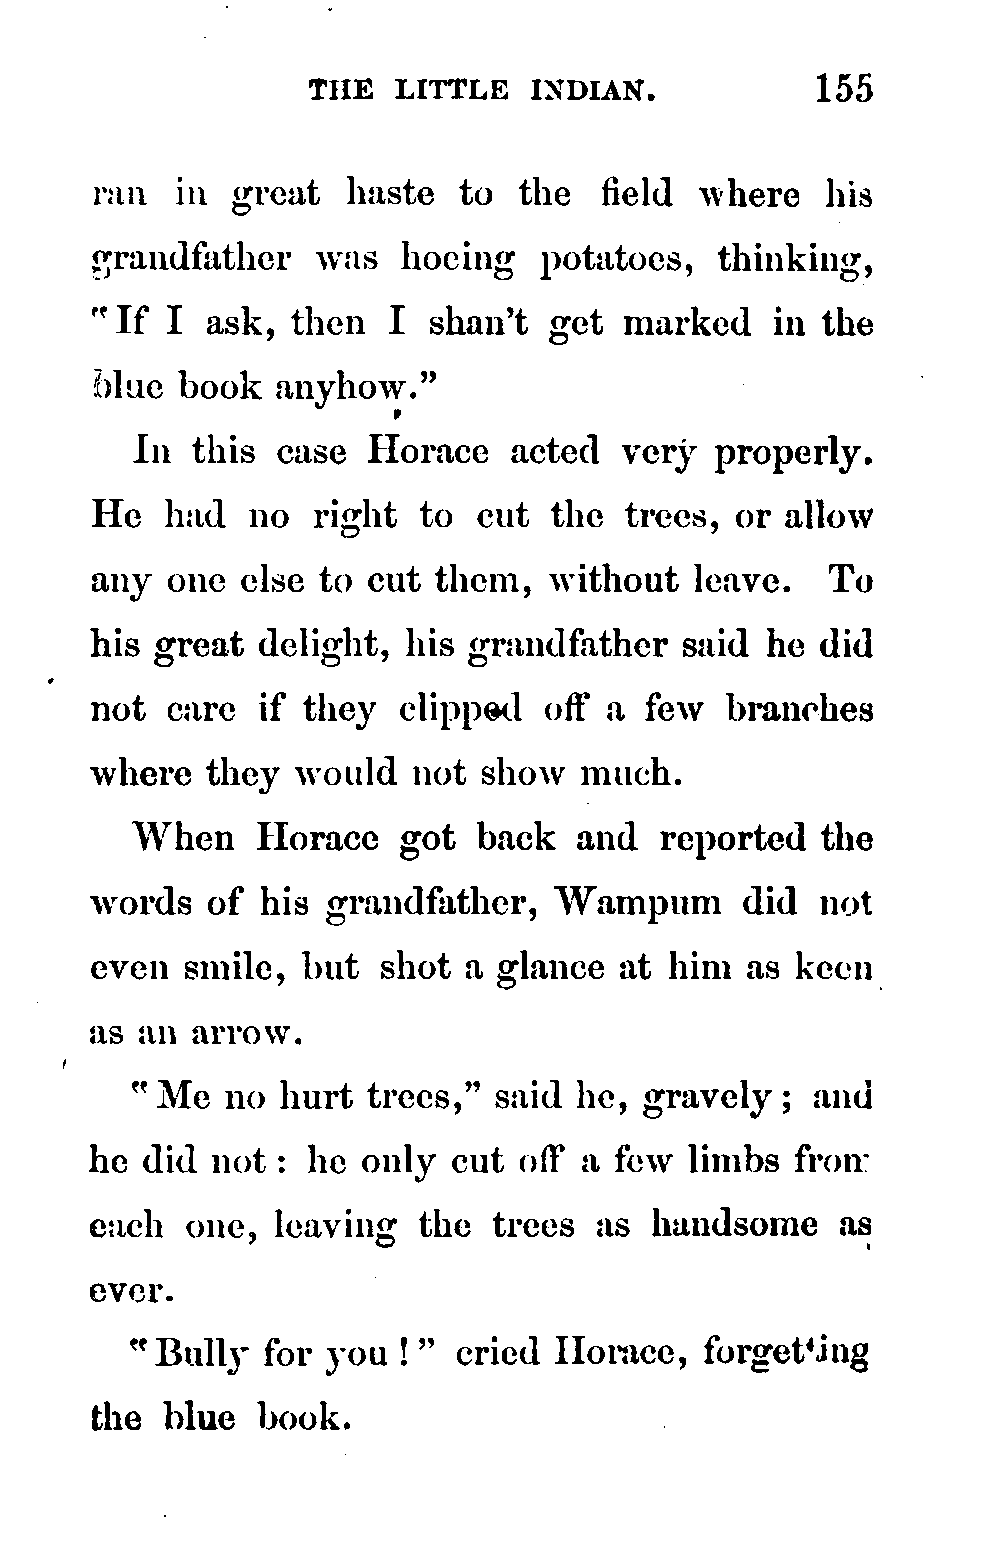 THE LITTLE INDIAN. 155
ran in great haste to the field where his
grandfather was hoeing potatoes, thinking,
"If I ask, then I shan't get marked in the
blue book anyhow."
In this case Horace acted very properly.
He had no right to cut the trees, or allow
any one else to cut them, without leave. To
his great delight, his grandfather said he did
not care if they clipped off a few branches
where they would not show much.
When Horace got back and reported the
words of his grandfather, Wampum did not
even smile, but shot a glance at him as keen
as an arrow.
"Me no hurt trees," said he, gravely; and
he did not: he only cut off a few limbs from
each one, leaving the trees as handsome as
ever.
"Bully for you!" cried Horace, forgetting
the blue book.